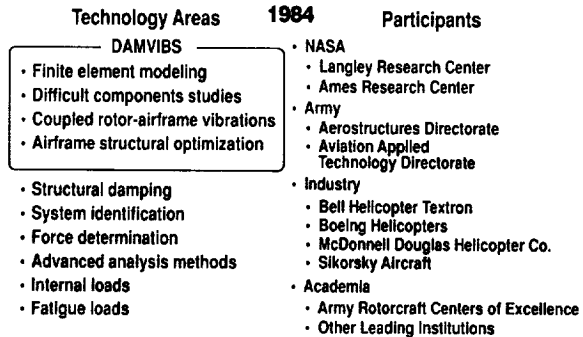 1984
Technology Areas
DAMVIBS
· Finite element modeling
· Difficult components studies
· Coupled rotor-airframe vibrations
· Airframe structural optimization
· Structural damping
· System identification
· Force determination
· Advanced analysis methods
· Internal loads
· Fatigue loads
Participants
· NASA
· Langley Research Center
· Ames Research Center
· Army
· Aerostructures Directorate
· Aviation Applied
Technology Directorate
· Industry
· Bell Helicopter Textron
· Boeing Helicopters
· McDonnell Douglas Helicopter Co.
· Sikorsky Aircraft
· Academia
· Army Rotorcraft Centers of Excellence
· Other Leading Institutions